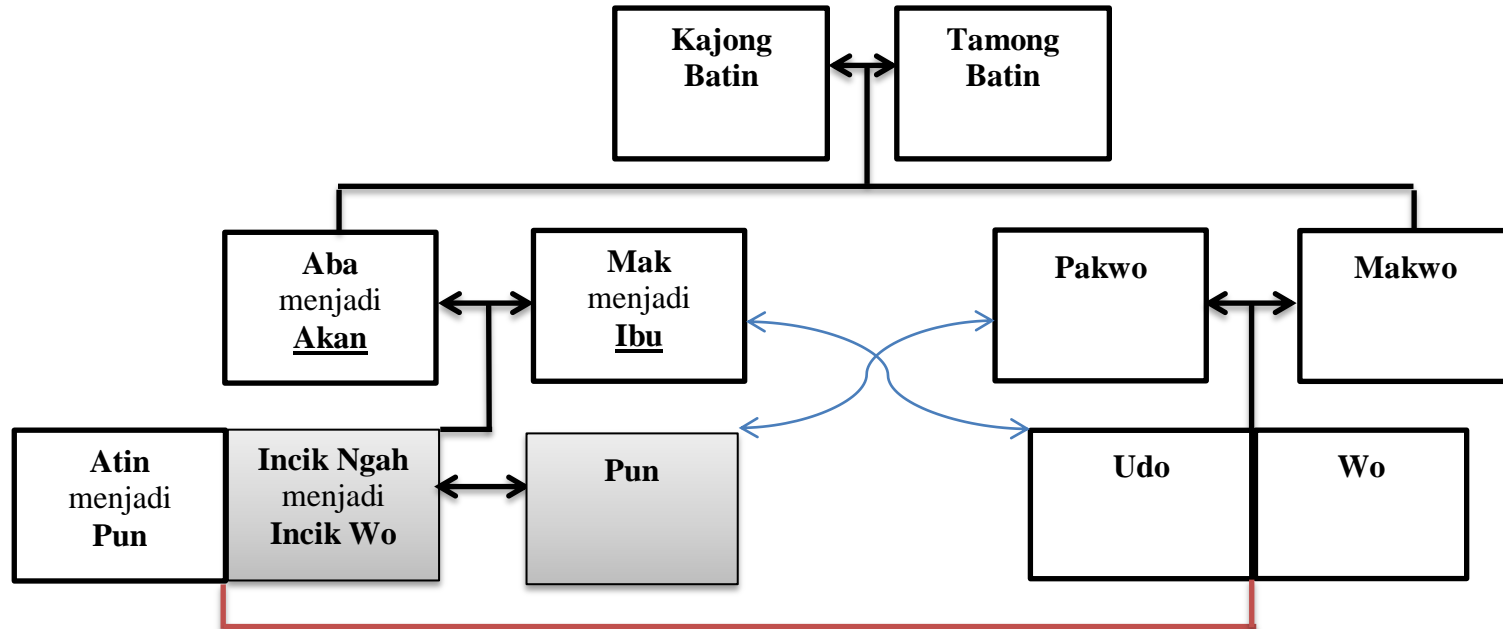 Kajong
Batin
Tamong
Batin
Aba
menjadi
Akan
Mak
menjadi
Ibu
Pakwo
Makwo
Atin
menjadi
Pun
Incik Ngah
menjadi
Incik Wo
Pun
Udo
Wo